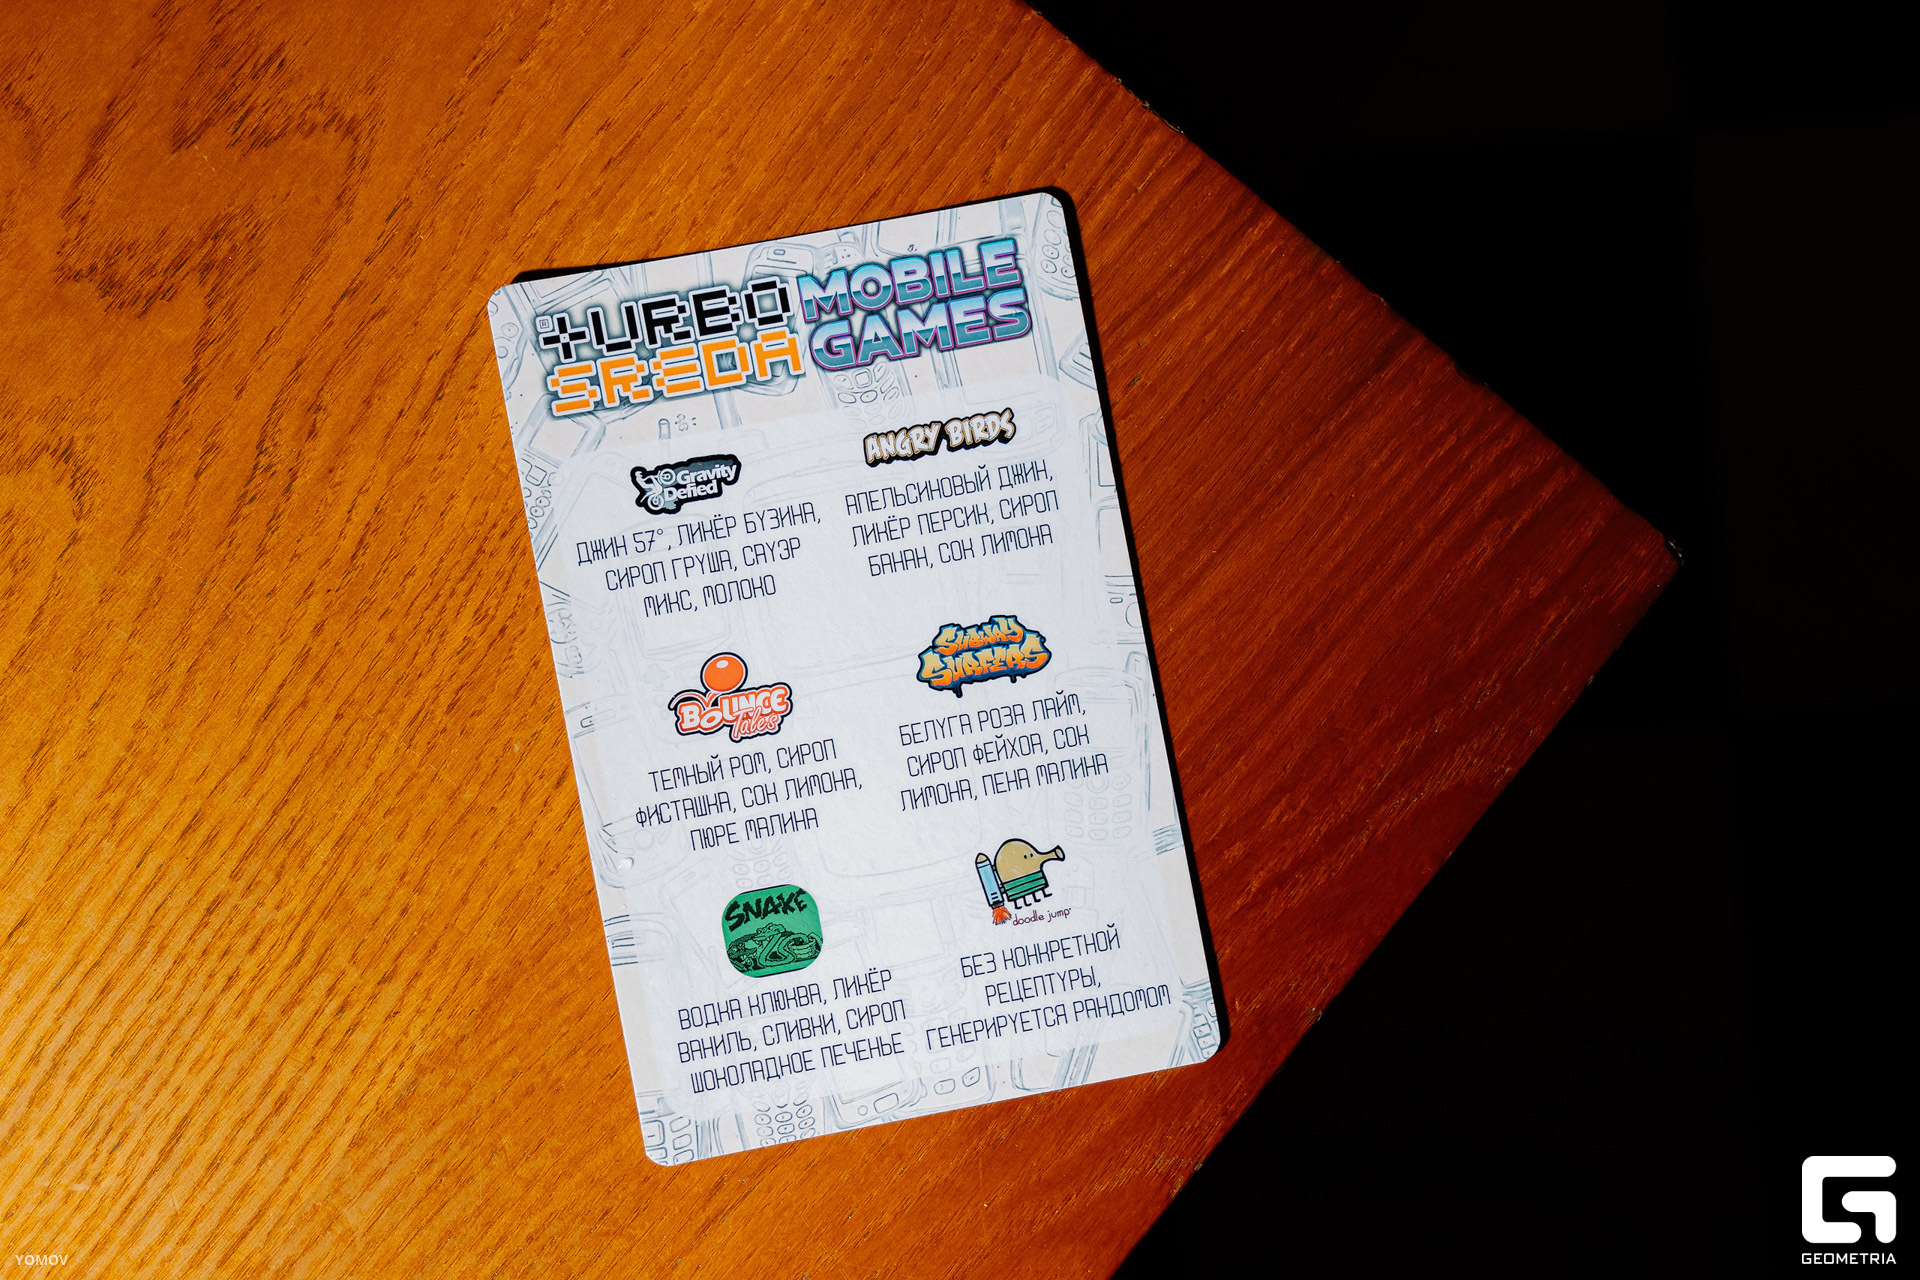 TURBO
SREDA
MOBILE
GAMES
Gravity
Defied
ДЖИН 57°, ЛИКЁР БУЗИНА,
СИРОП ГРУША, САУЭР
МИКС, МОЛОКО
ANGRY BIRDS
АПЕЛЬСИНОВЫЙ ДЖИН,
ЛИКЁР ПЕРСИК, СИРОП
БАНАН, СОК ЛИМОНА
BOUNCE
Tales
ТЕМНЫЙ РОМ, СИРОП
ФИСТАШКА, СОК ЛИМОНА,
ПЮРЕ МАЛИНА
SUBWAY
SURFERS
БЕЛУГА РОЗА ЛАЙМ,
СИРОП ФЕЙХОА, СОК
ЛИМОНА, ПЕНА МАЛИНА
SNAKE
ВОДКА КЛЮКВА, ЛИКЁР
ВАНИЛЬ, СЛИВКИ, СИРОП
ШОКОЛАДНОЕ ПЕЧЕНЬЕ
doodle jump
БЕЗ КОНКРЕТНОЙ
РЕЦЕПТУРЫ,
ГЕНЕРИРУЕТСЯ РАНДОМОМ
YOMOV
GEOMETRIA